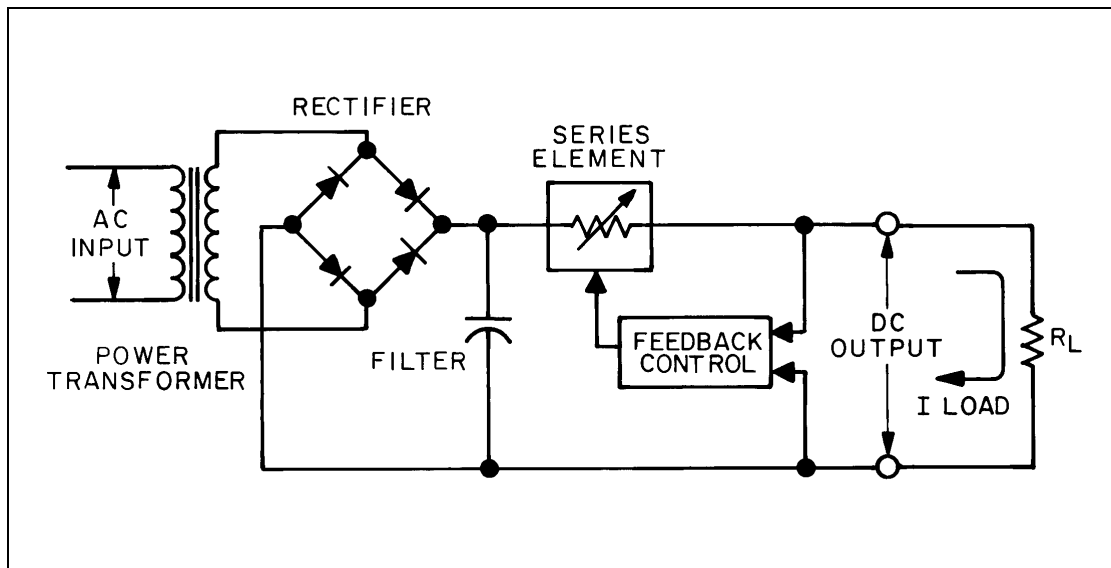 RECTIFIER
SERIES
ELEMENT
AC
INPUT
POWER
TRANSFORMER
FILTER
FEEDBACK
CONTROL
DC
OUTPUT
I LOAD
RL